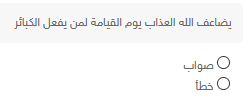 يضاعف الله العذاب يوم القيامة لمن يفعل الكبائر
صواب
خطأ